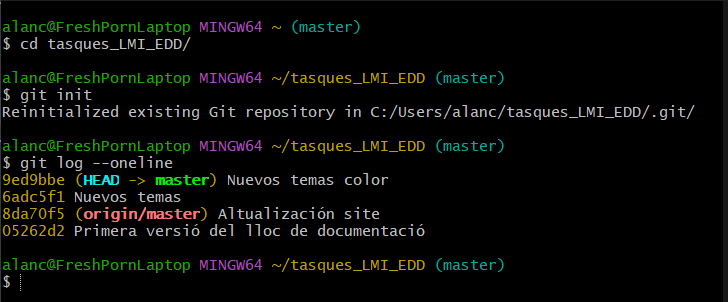 alanc@FreshPornLaptop MINGW64 ~ (master)
$ cd tasques_LMI_EDD/
alanc@FreshPornLaptop MINGW64 ~/tasques_LMI_EDD (master)
$ git init
Reinitialized existing Git repository in C:/Users/alanc/tasques_LMI_EDD/.git/
alanc@FreshPornLaptop MINGW64 ~/tasques_LMI_EDD (master)
$ git log --oneline
9ed9bbe (HEAD -> master) Nuevos temas color
6adc5f1 Nuevos temas
8da70f5 (origin/master) Altualización site
05262d2 Primera versió del lloc de documentació
alanc@FreshPornLaptop MINGW64 ~/tasques_LMI_EDD (master)
$